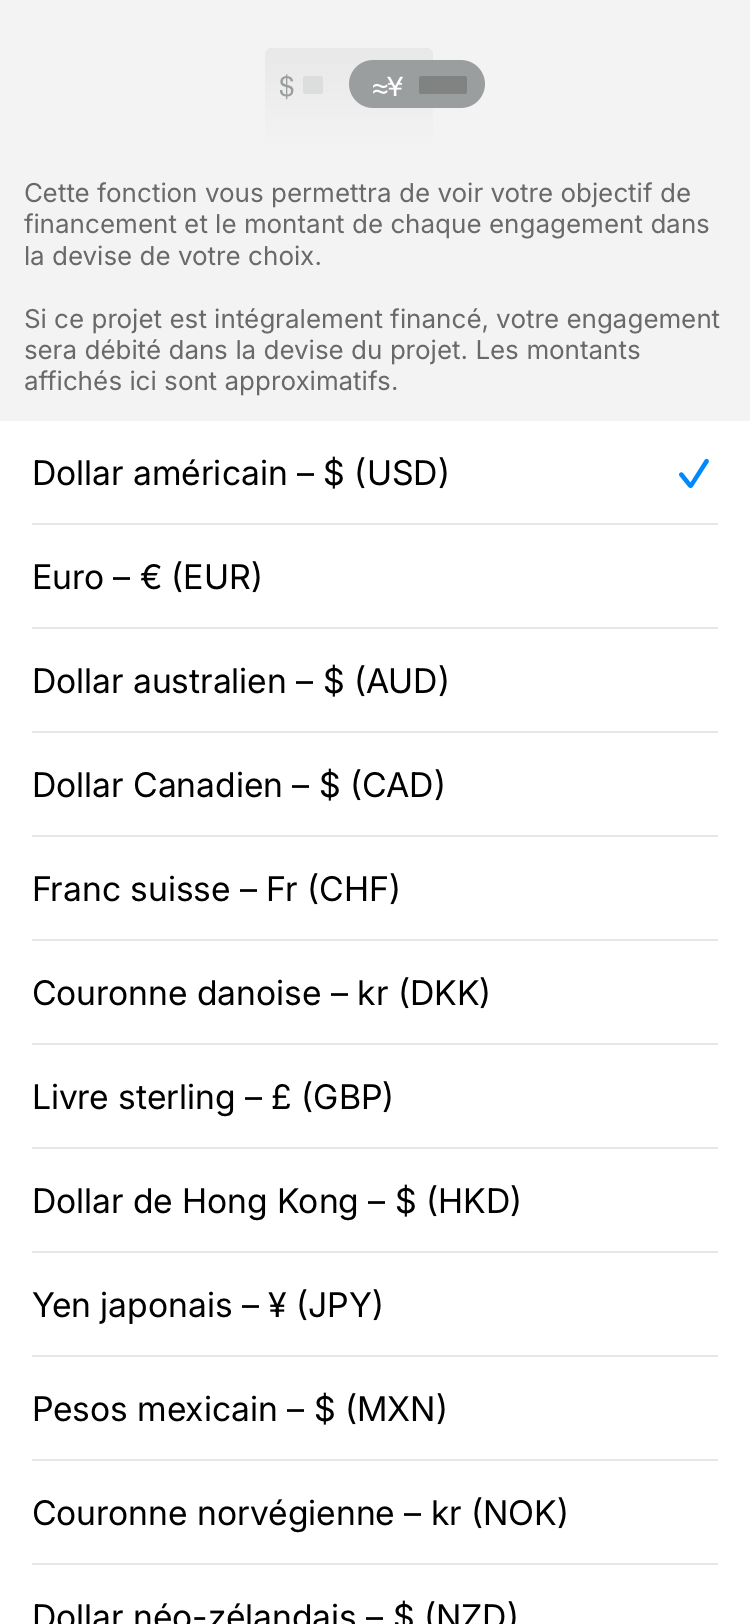 $ ≈¥
Cette fonction vous permettra de voir votre objectif de
financement et le montant de chaque engagement dans
la devise de votre choix.
Si ce projet est intégralement financé, votre engagement
sera débité dans la devise du projet. Les montants
affichés ici sont approximatifs.
Dollar américain – $ (USD)
Euro – € (EUR)
Dollar australien – $ (AUD)
Dollar Canadien – $ (CAD)
Franc suisse – Fr (CHF)
Couronne danoise – kr (DKK)
Livre sterling – £ (GBP)
Dollar de Hong Kong – $ (HKD)
Yen japonais – ¥ (JPY)
Pesos mexicain – $ (MXN)
Couronne norvégienne – kr (NOK)
Dollar néo-zélandais – $ (NZD)